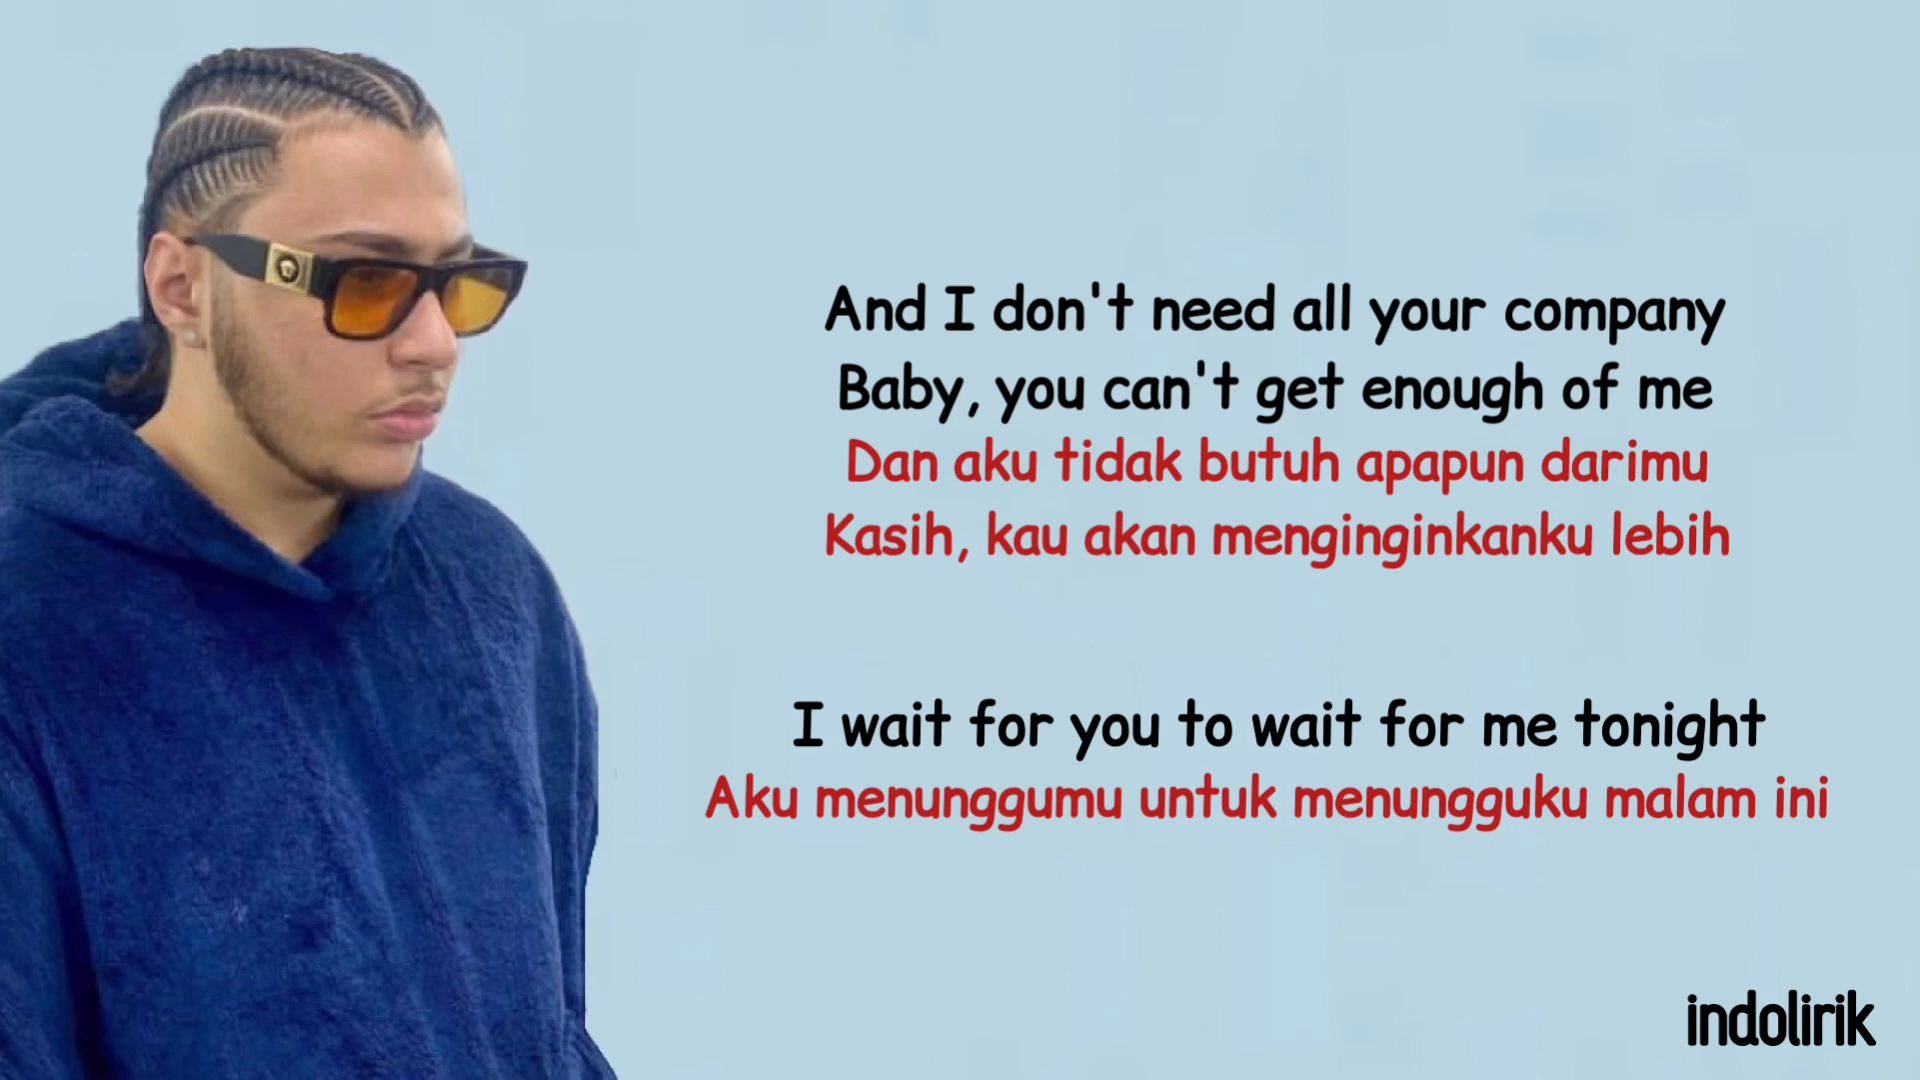 And I don't need all your company
Baby, you can't get enough of me
Dan aku tidak butuh apapun darimu
Kasih, kau akan menginginkanku lebih
I wait for you to wait for me tonight
Aku menunggumu untuk menungguku malam ini
indolirik